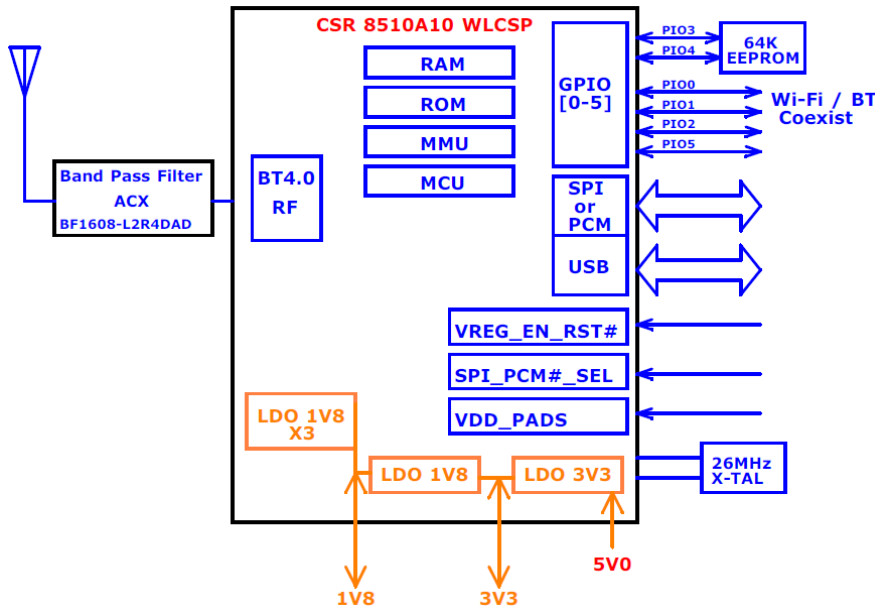 CSR 8510A10 WLCSP
RAM
ROM
MMU
MCU
GPIO
[0-5]
PIO3
PIO4
64K
EEPROM
PIO0
PIO1
PIO2
PIO5
Wi-Fi / BT
Coexist
Band Pass Filter
ACX
BF1608-L2R4DAD
BT4.0
RF
SPI
or
PCM
USB
VREG_EN_RST#
SPI_PCM#_SEL
VDD_PADS
LDO 1V8
X3
LDO 1V8
LDO 3V3
26MHz
X-TAL
5V0
1V8
3V3